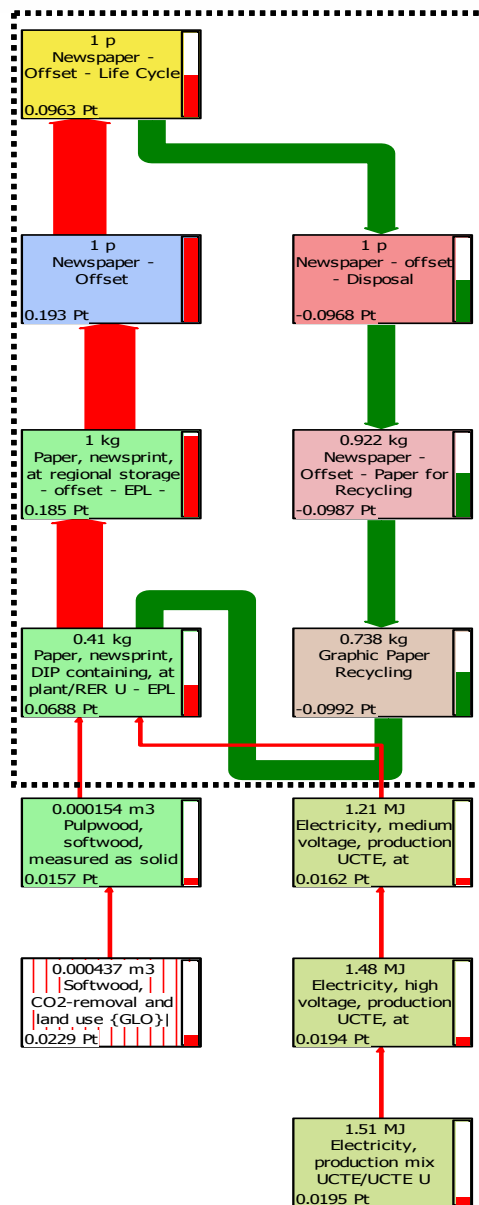 1 p
Newspaper -
Offset - Life Cycle
0.0963 Pt
1 p
Newspaper -
Offset
0.193 Pt
1 p
Newspaper - offset
- Disposal
-0.0968 Pt
1 kg
Paper, newsprint,
at regional storage
- offset - EPL -
0.185 Pt
0.922 kg
Newspaper -
Offset - Paper for
Recycling
-0.0987 Pt
0.41 kg
Paper, newsprint,
DIP containing, at
plant/RER U - EPL
0.0688 Pt
0.738 kg
Graphic Paper
Recycling
-0.0992 Pt
0.000154 m3
Pulpwood,
softwood,
measured as solid
0.0157 Pt
1.21 MJ
Electricity, medium
voltage, production
UCTE, at
0.0162 Pt
0.000437 m3
Softwood,
CO2-removal and
land use {GLO}|
0.0229 Pt
1.48 MJ
Electricity, high
voltage, production
UCTE, at
0.0194 Pt
1.51 MJ
Electricity,
production mix
UCTE/UCTE U
0.0195 Pt